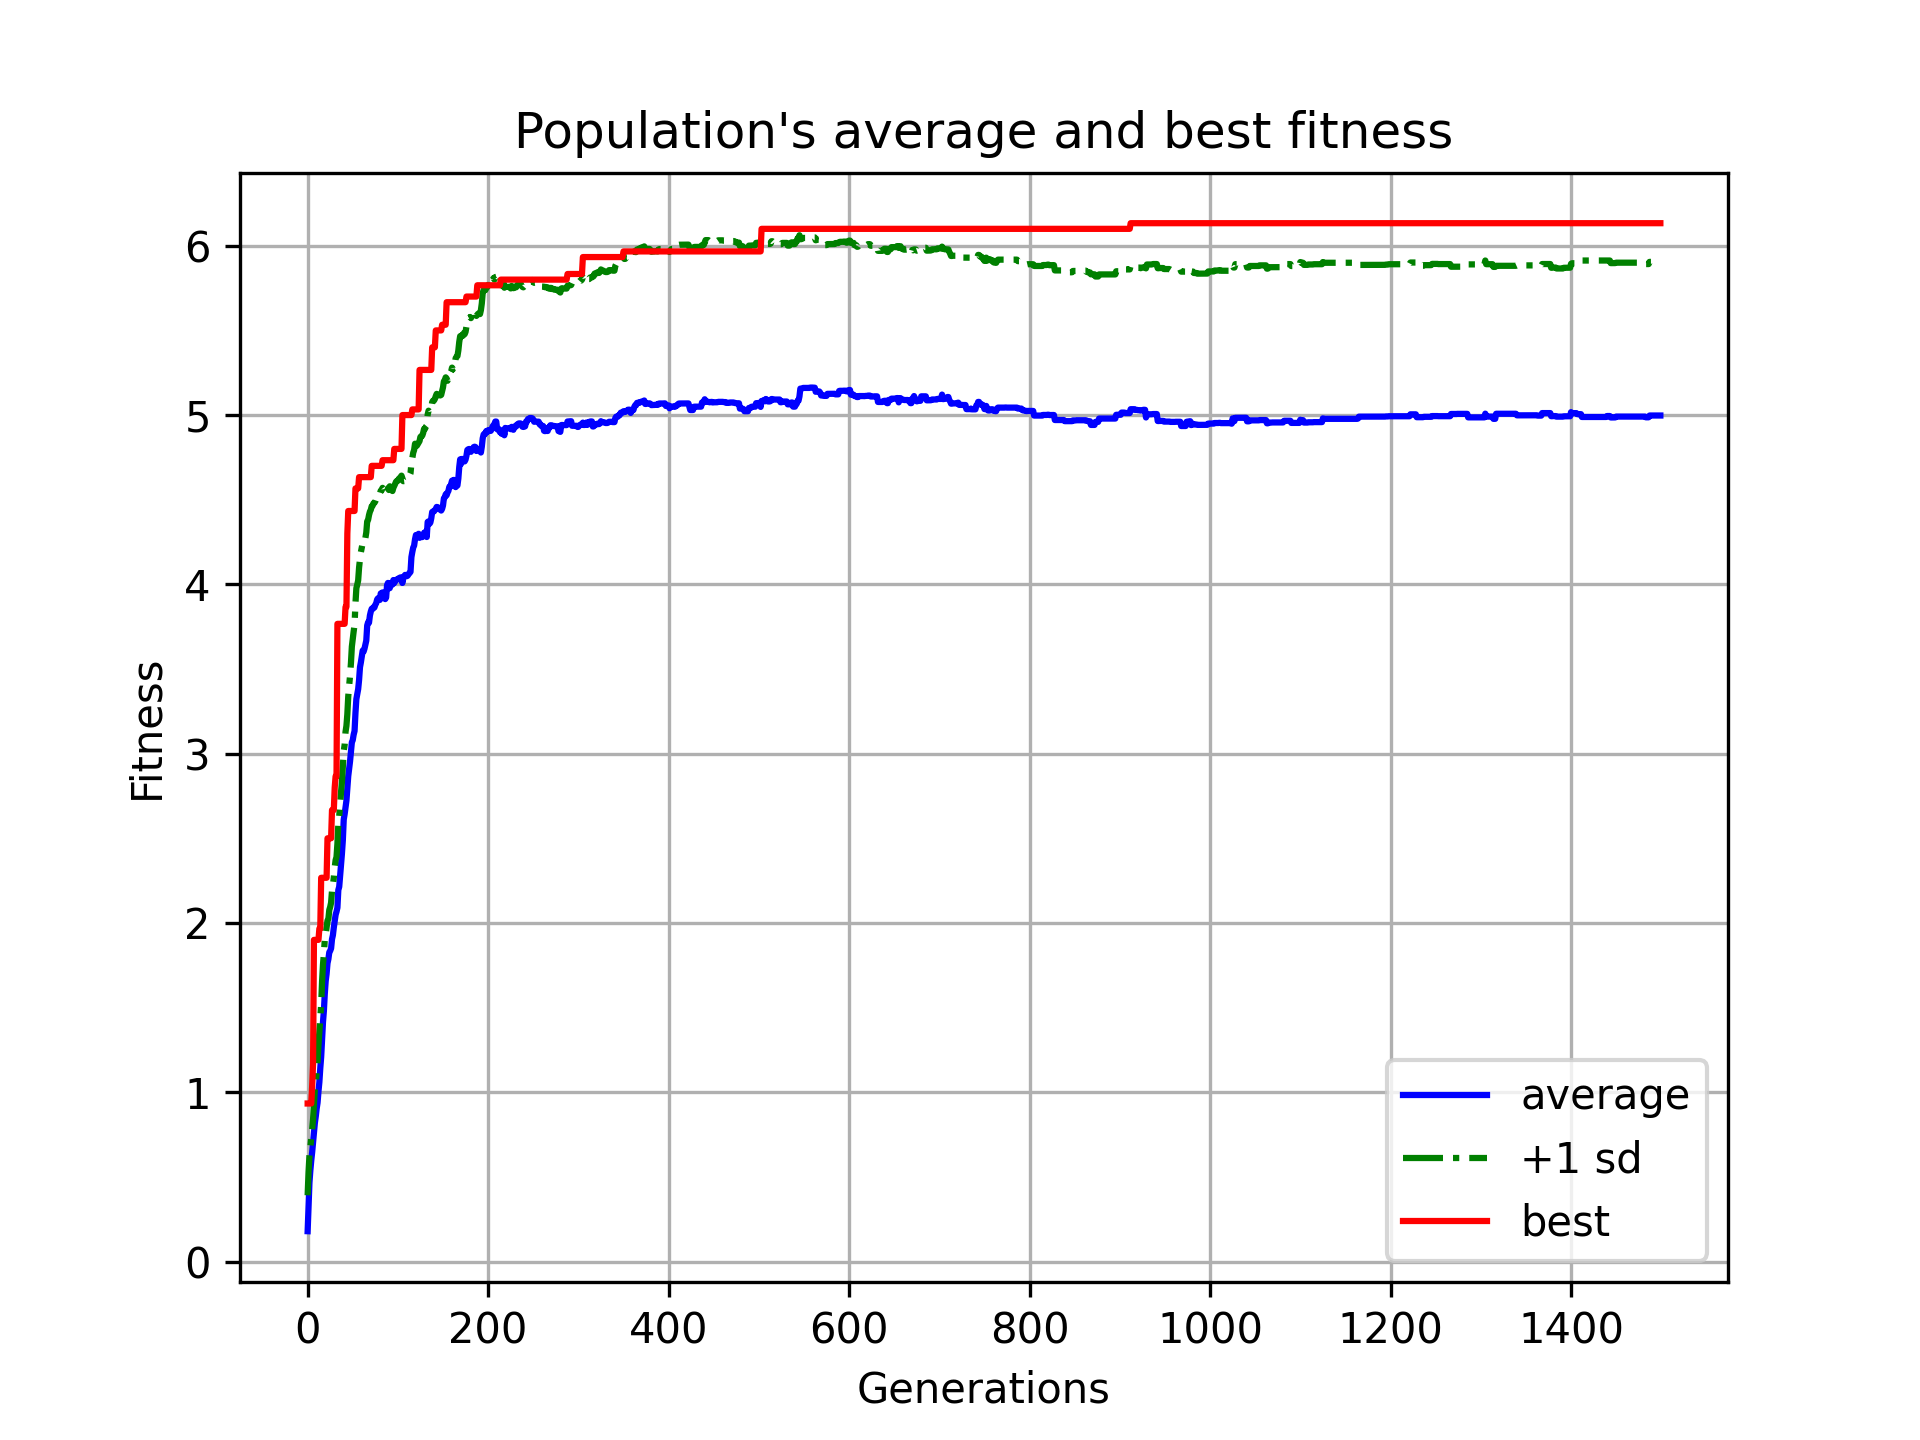 Population's average and best fitness
Fitness
6
5
4
3
2
1
0
0 200 400 600 800 1000 1200 1400
Generations
average
+1 sd
best